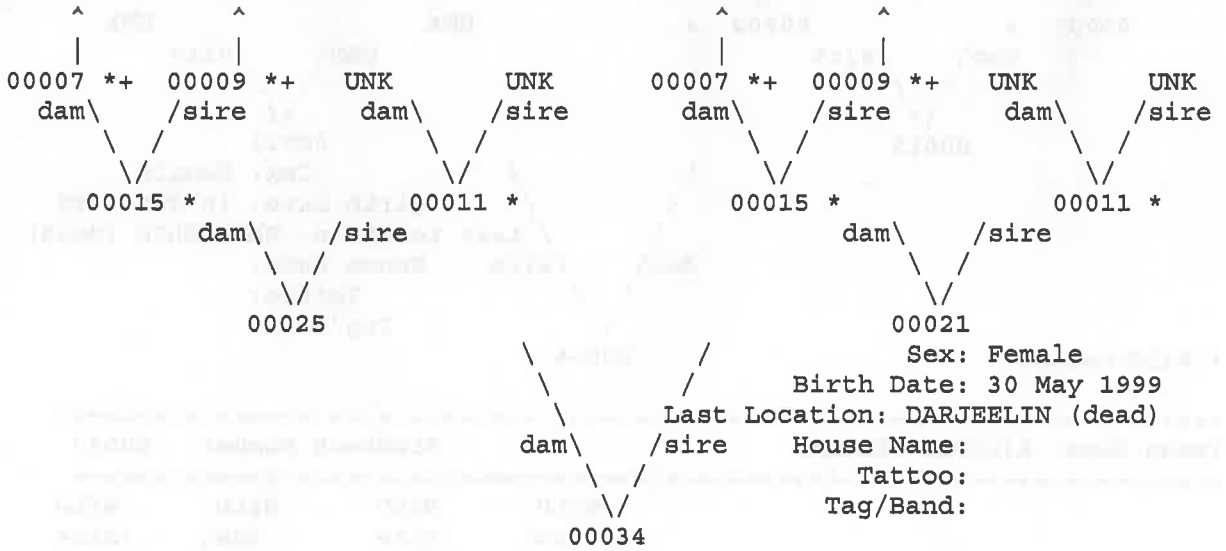 ^ ^ ^ ^
| | | |
00007 *+ 00009 *+ UNK UNK 00007 *+ 00009 *+ UNK UNK
dam\ /sire dam\ /sire dam\ /sire dam\ /sire
\ / \ / \ / \ /
\/ \/ \/ \/
00015 * 00011 * 00015 * 00011 *
dam\ /sire dam\ /sire
\ / \ /
\/ \/
00025 00021
\ / Sex: Female
\ / Birth Date: 30 May 1999
\ / Last Location: DARJEELIN (dead)
dam\ /sire House Name:
\ / Tattoo:
\/ Tag/Band:
00034